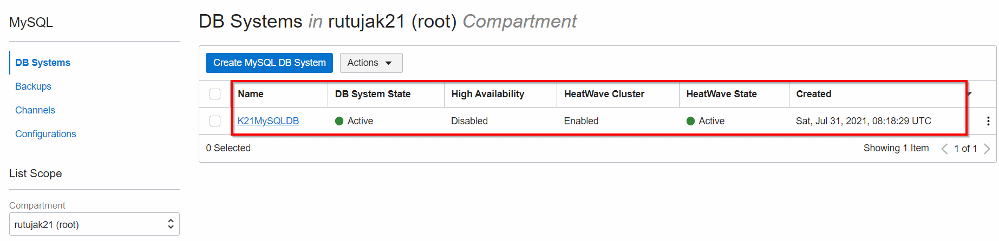 MySQL
DB Systems
Backups
Channels
Configurations
List Scope
Compartment
rutujak21 (root)
DB Systems in rutujak21 (root) Compartment
Create MySQL DB System Actions
Name DB System State High Availability HeatWave Cluster HeatWave State Created
K21MySQLDB Active Disabled Enabled Active Sat, Jul 31, 2021, 08:18:29 UTC
0 Selected Showing 1 Item 1 of 1